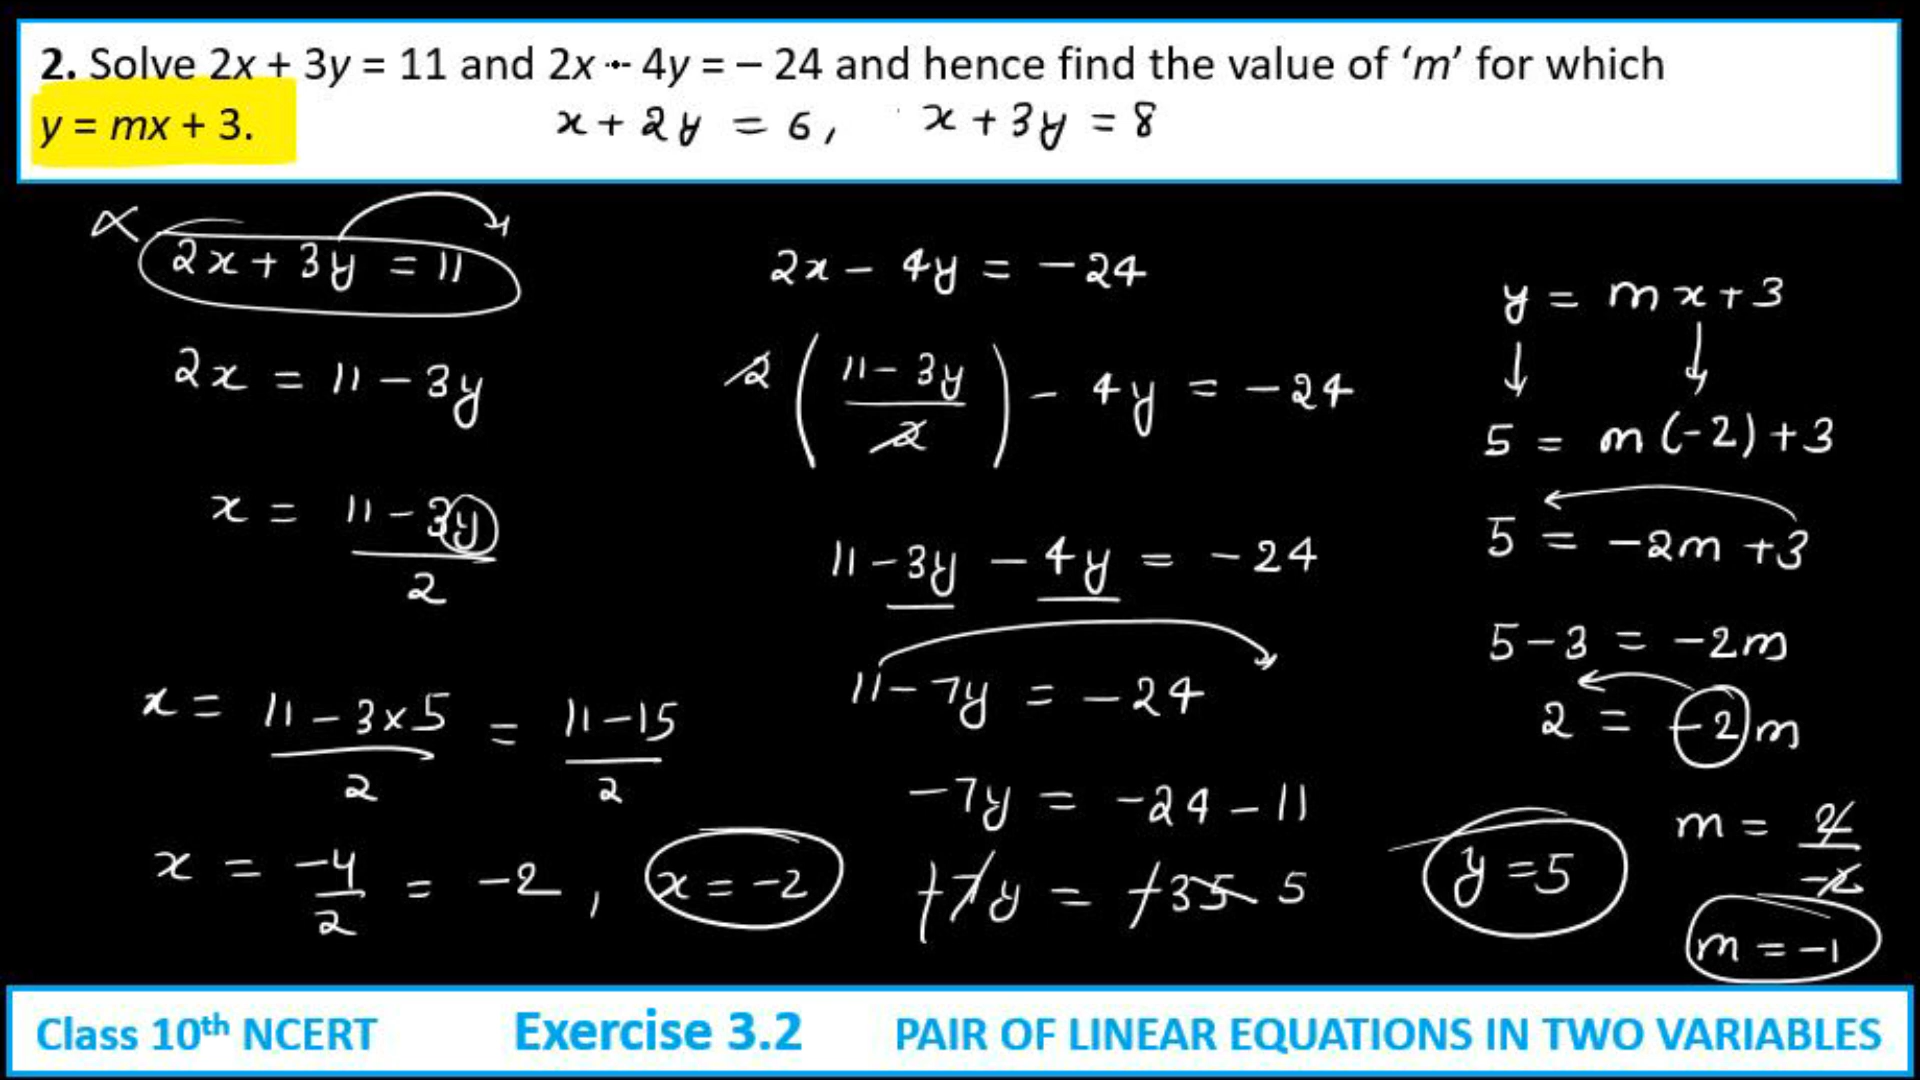 2. Solve 2x + 3y = 11 and 2x - 4y = – 24 and hence find the value of ‘m’ for which
y = mx + 3.
x + 2y = 6, x + 3y = 8
2x + 3y = 11
2x = 11 - 3y
x = (11 - 3y)/2
x = (11 - 3×5)/2 = (11 - 15)/2
x = -4/2 = -2, x = -2
2x - 4y = -24
2((11 - 3y)/2) - 4y = -24
11 - 3y - 4y = -24
11 - 7y = -24
-7y = -24 - 11
+7y = +35 5
y = 5
y = mx + 3
5 = m(-2) + 3
5 = -2m + 3
5 - 3 = -2m
2 = -2m
m = 2/-2
m = -1
Class 10th NCERT Exercise 3.2 PAIR OF LINEAR EQUATIONS IN TWO VARIABLES